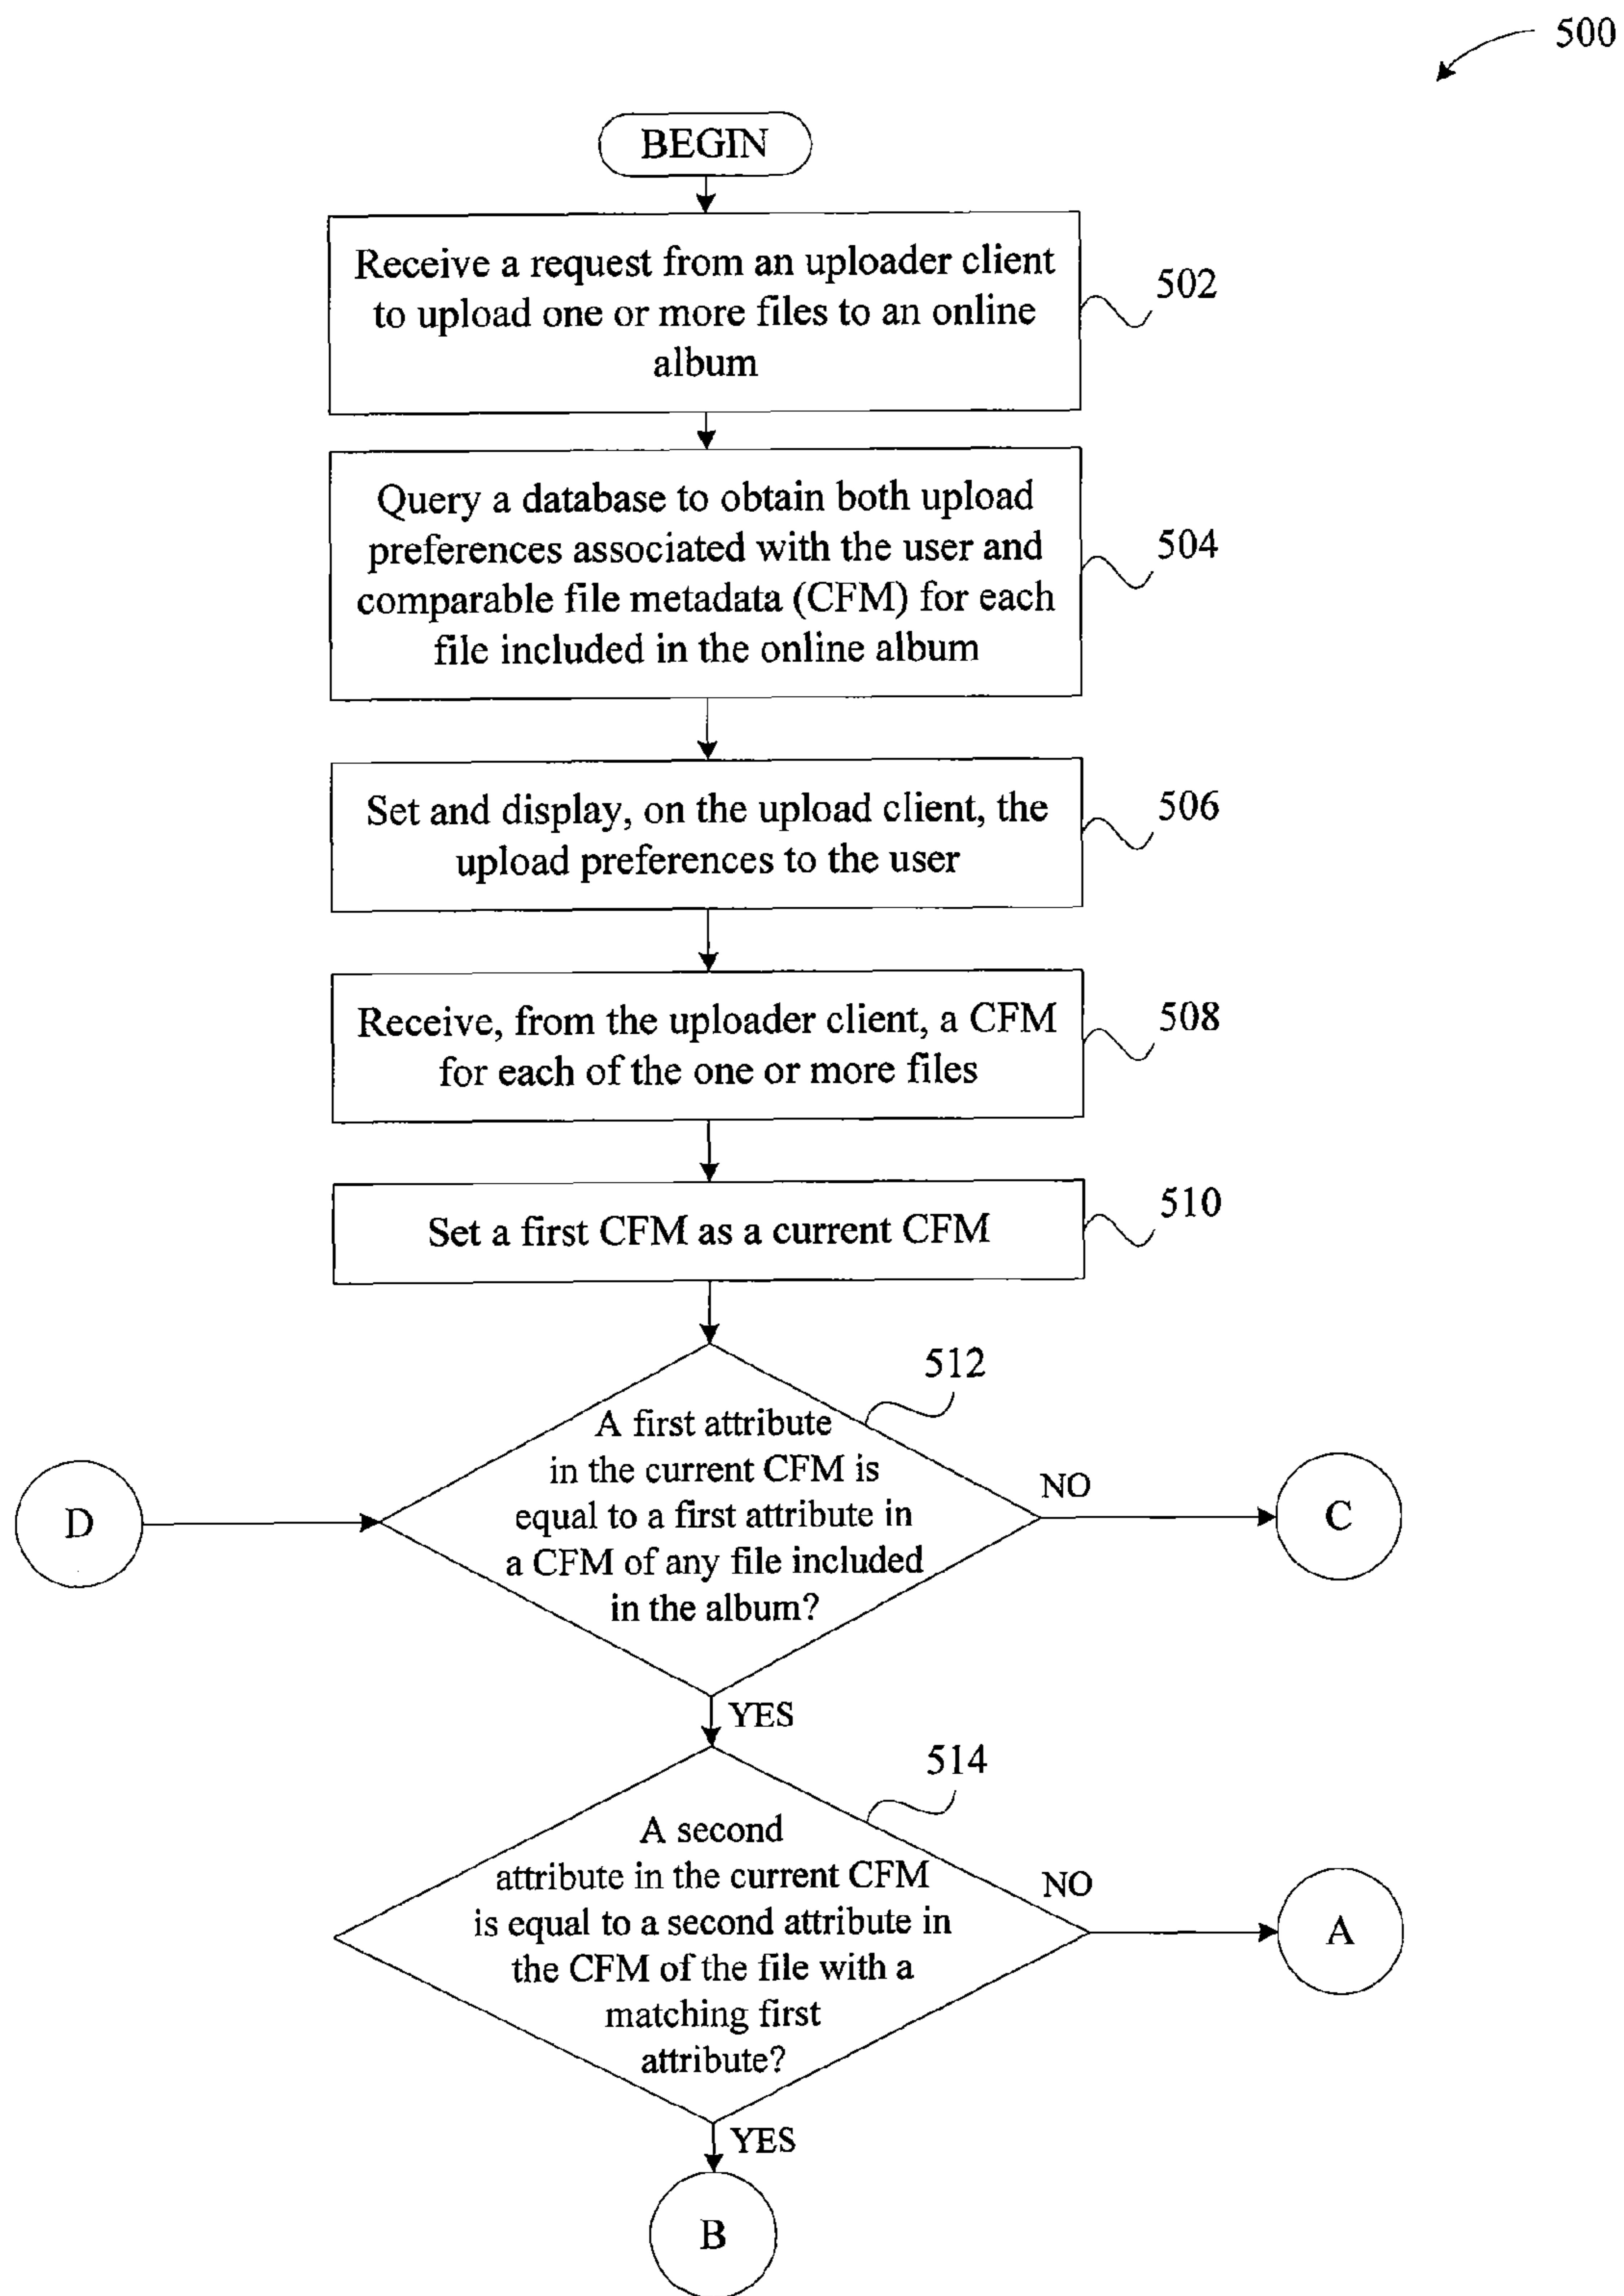 500
BEGIN
Receive a request from an uploader client
to upload one or more files to an online
album
502
Query a database to obtain both upload
preferences associated with the user and
comparable file metadata (CFM) for each
file included in the online album
504
Set and display, on the upload client, the
upload preferences to the user
506
Receive, from the uploader client, a CFM
for each of the one or more files
508
Set a first CFM as a current CFM
510
512
A first attribute
in the current CFM is
equal to a first attribute in
a CFM of any file included
in the album?
D
NO
C
YES
514
A second
attribute in the current CFM
is equal to a second attribute in
the CFM of the file with a
matching first
attribute?
NO
A
YES
B